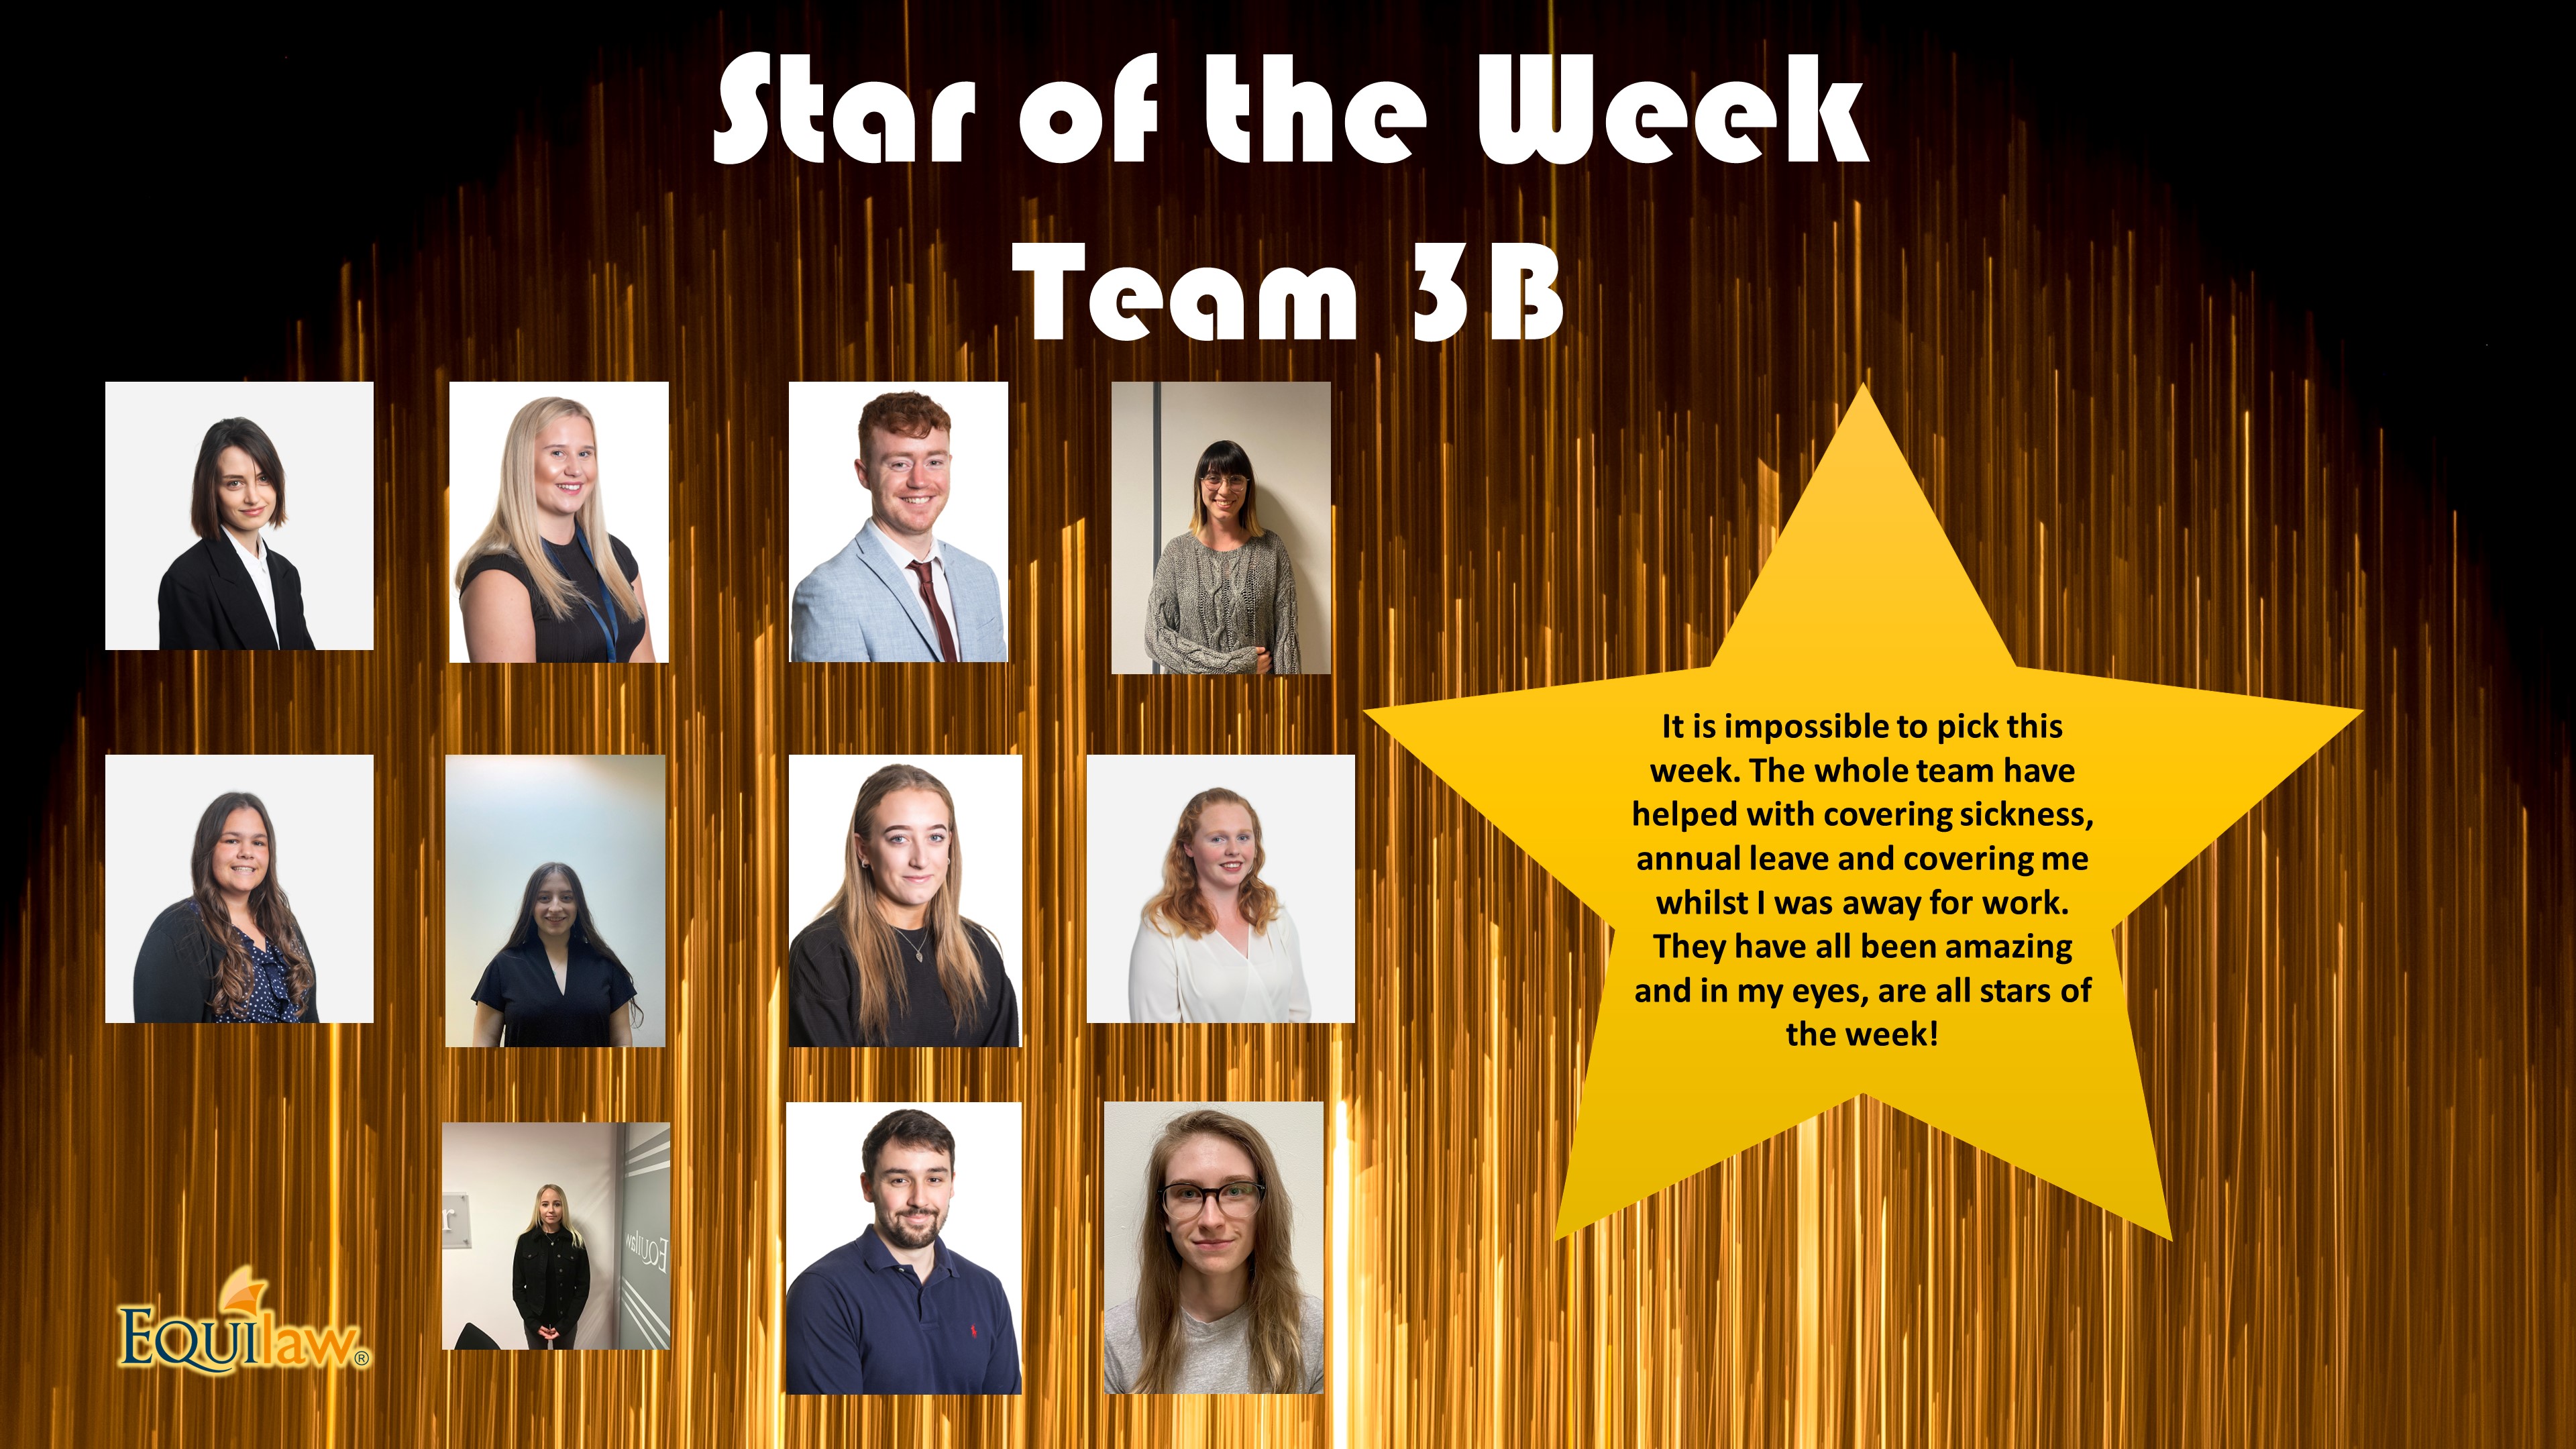 Star of the Week
Team 3B
It is impossible to pick this
week. The whole team have
helped with covering sickness,
annual leave and covering me
whilst I was away for work.
They have all been amazing
and in my eyes, are all stars of
the week!
r
EQUIlaw
EQUIlaw®